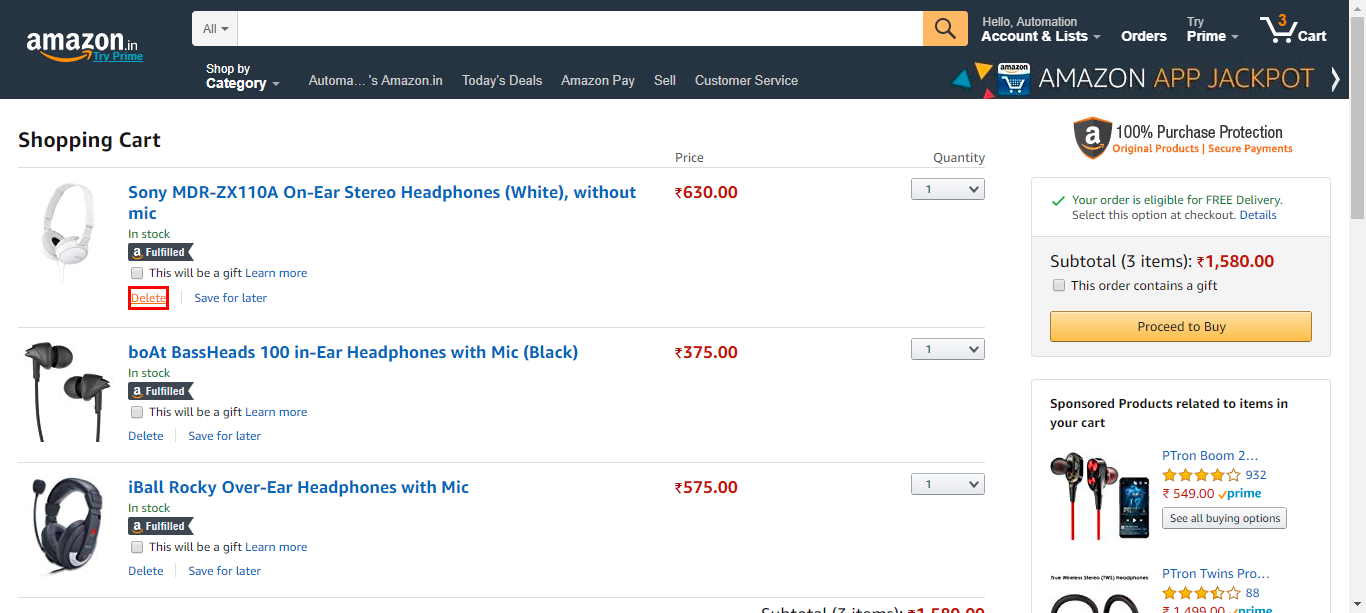 amazon.in
Try Prime
All
Hello, Automation
Account & Lists
Orders
Try
Prime
3
Cart
Shop by
Category
Automa… 's Amazon.in
Today's Deals
Amazon Pay
Sell
Customer Service
amazon
AMAZON APP JACKPOT
Shopping Cart
Price
Quantity
Sony MDR-ZX110A On-Ear Stereo Headphones (White), without
mic
₹630.00
1
In stock
a Fulfilled
This will be a gift Learn more
Delete
Save for later
boAt BassHeads 100 in-Ear Headphones with Mic (Black)
₹375.00
1
In stock
a Fulfilled
This will be a gift Learn more
Delete
Save for later
iBall Rocky Over-Ear Headphones with Mic
₹575.00
1
In stock
a Fulfilled
This will be a gift Learn more
Delete
Save for later
Subtotal (3 items): ₹1,580.00
a 100% Purchase Protection
Original Products | Secure Payments
Your order is eligible for FREE Delivery.
Select this option at checkout. Details
Subtotal (3 items): ₹1,580.00
This order contains a gift
Proceed to Buy
Sponsored Products related to items in
your cart
PTron Boom 2…
932
₹ 549.00 prime
See all buying options
True Wireless Stereo (TWS) Headphones
PTron Twins Pro…
88
₹ 1,499.00 prime